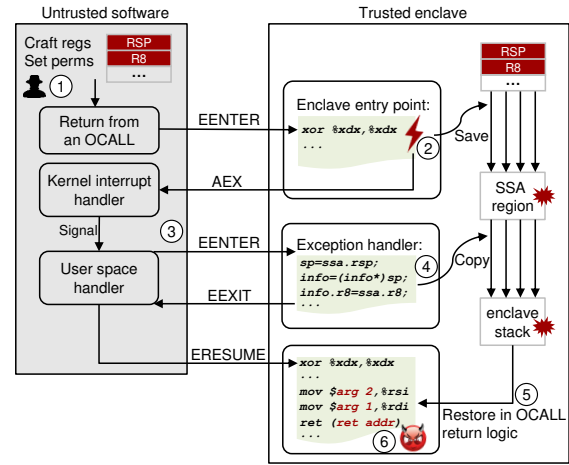 Untrusted software
Trusted enclave
Craft regs
Set perms
RSP
R8
...
1
Return from
an OCALL
EENTER
Enclave entry point:
xor %xdx,%xdx
...
2
Save
RSP
R8
...
AEX
Kernel interrupt
handler
SSA
region
Signal
3
EENTER
User space
handler
EEXIT
Exception handler:
sp=ssa.rsp;
info=(info*)sp;
info.r8=ssa.r8;
...
4
Copy
enclave
stack
ERESUME
xor %xdx,%xdx
...
mov $arg 2,%rsi
mov $arg 1,%rdi
ret (ret addr)
...
6
5
Restore in OCALL
return logic